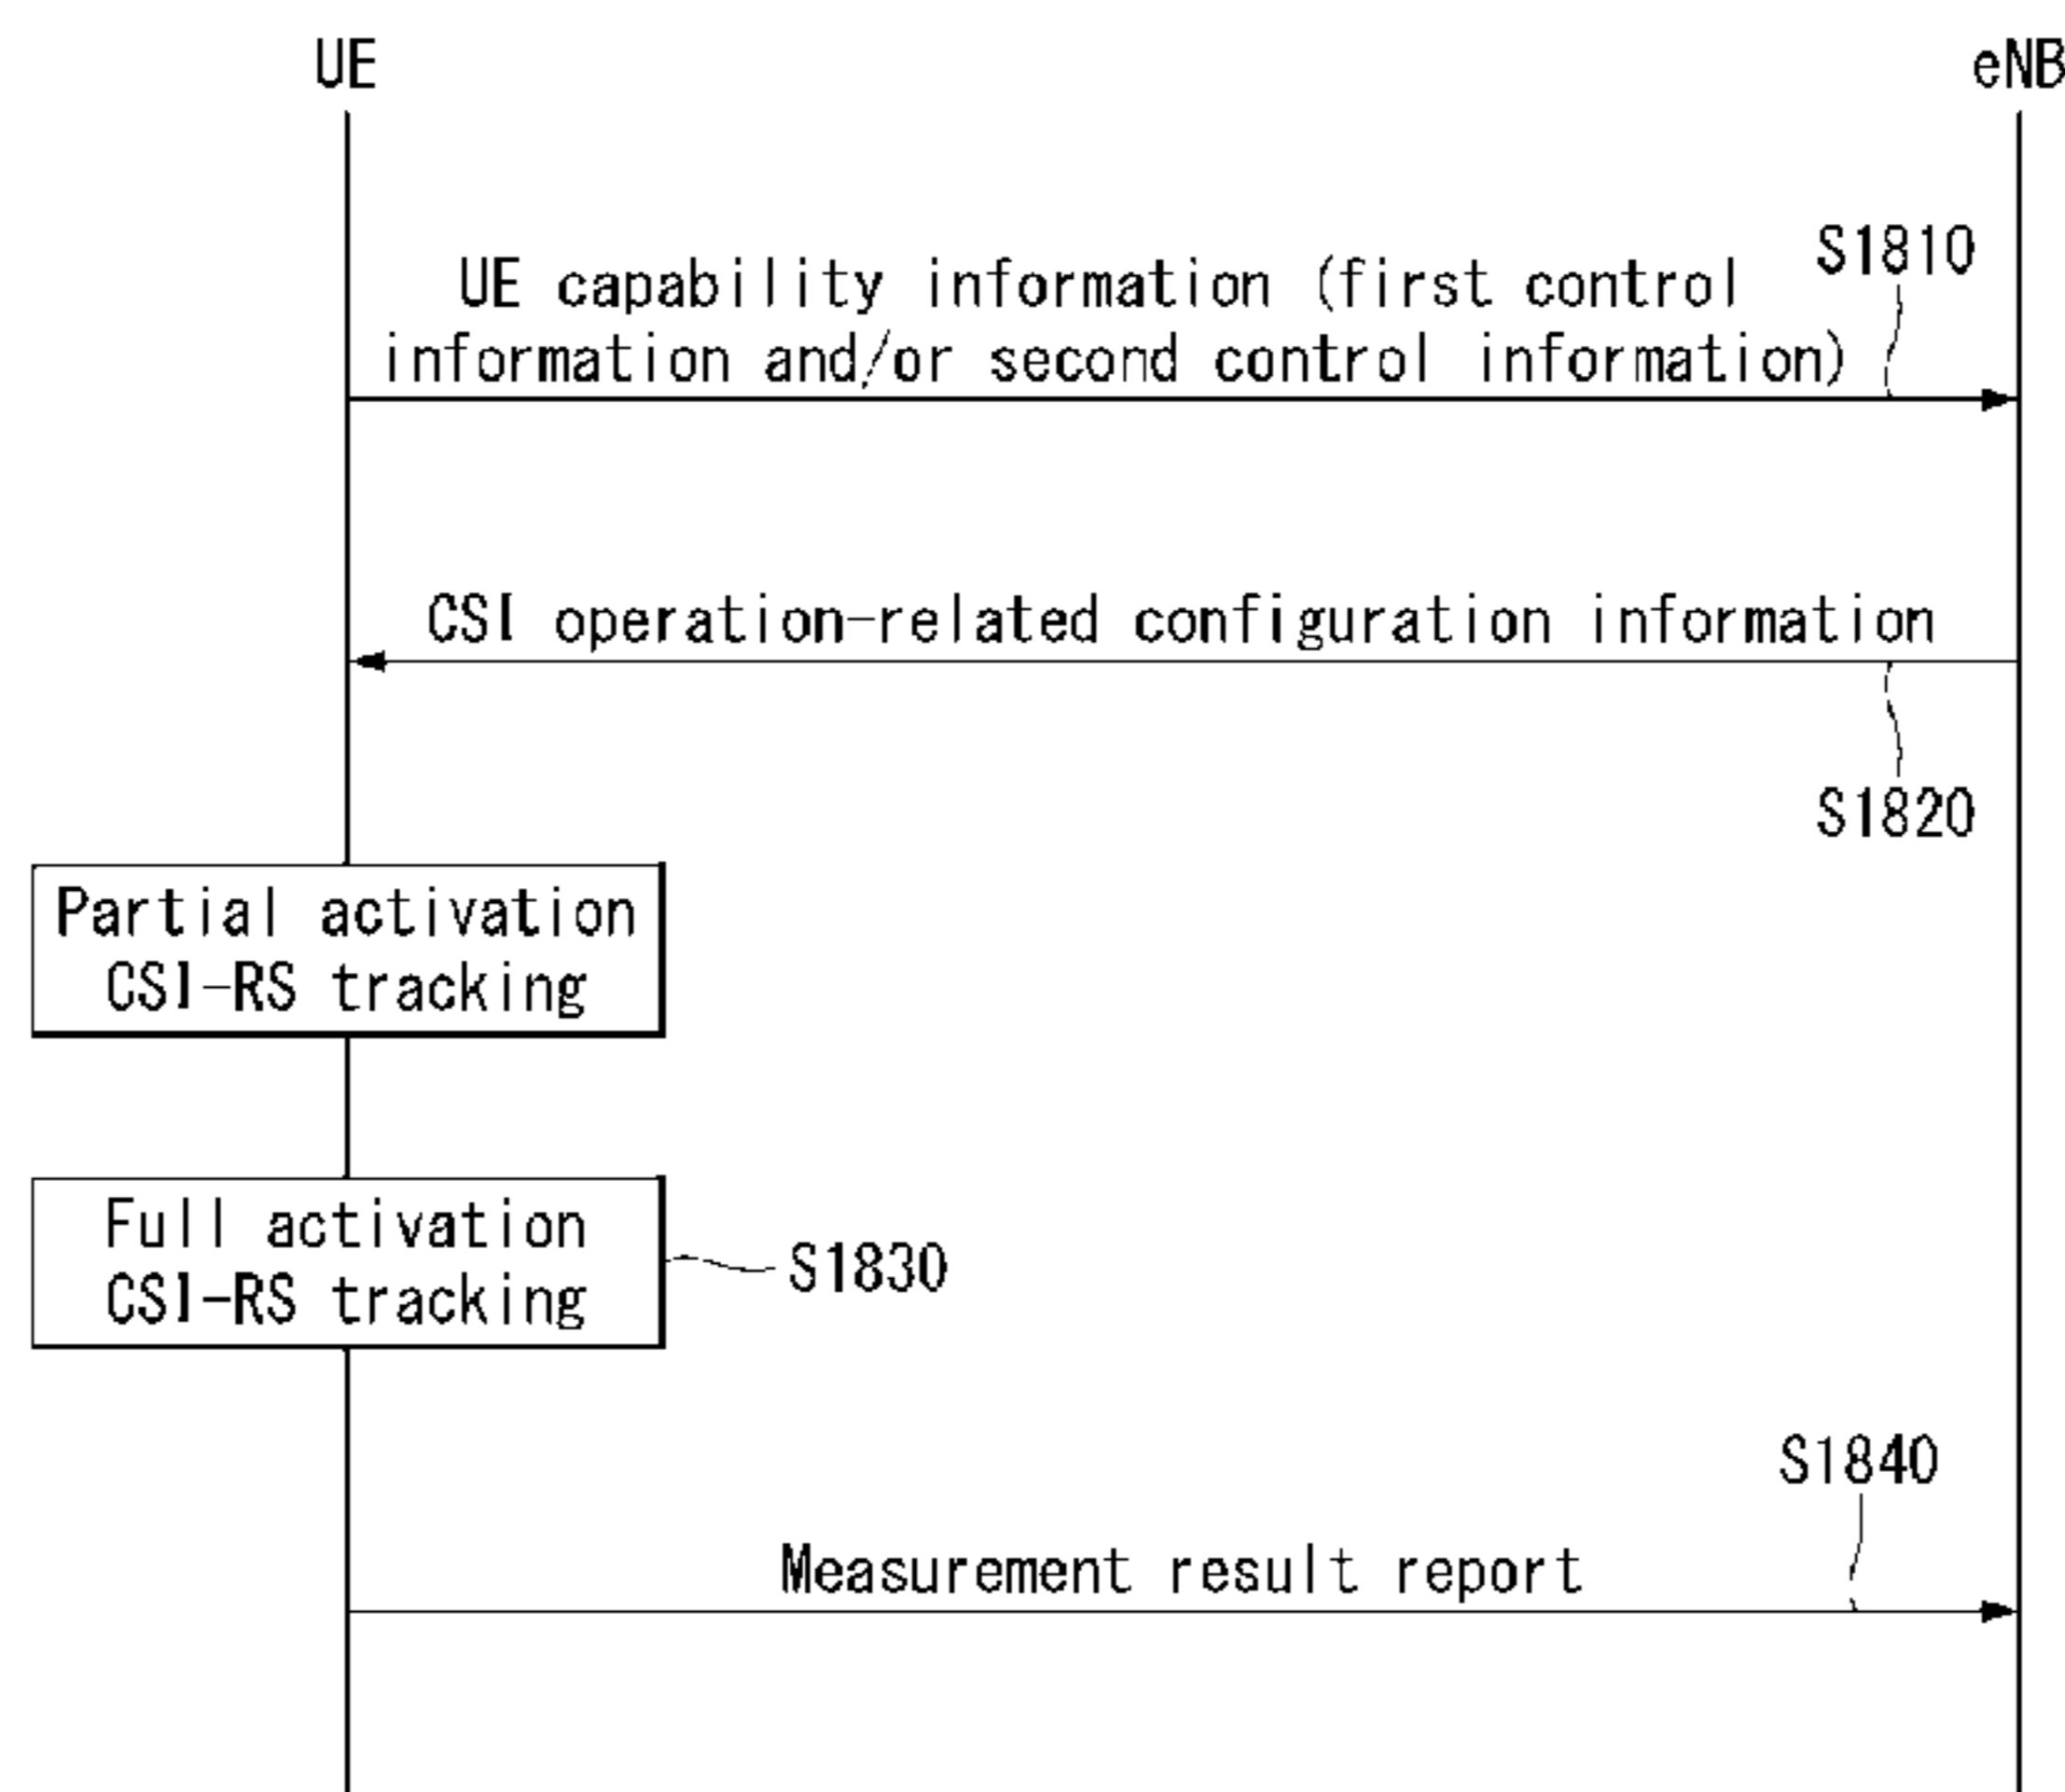 UE
eNB
S1810
UE capability information (first control
information and/or second control information)
CSI operation-related configuration information
S1820
Partial activation
CSI-RS tracking
Full activation
CSI-RS tracking
S1830
S1840
Measurement result report